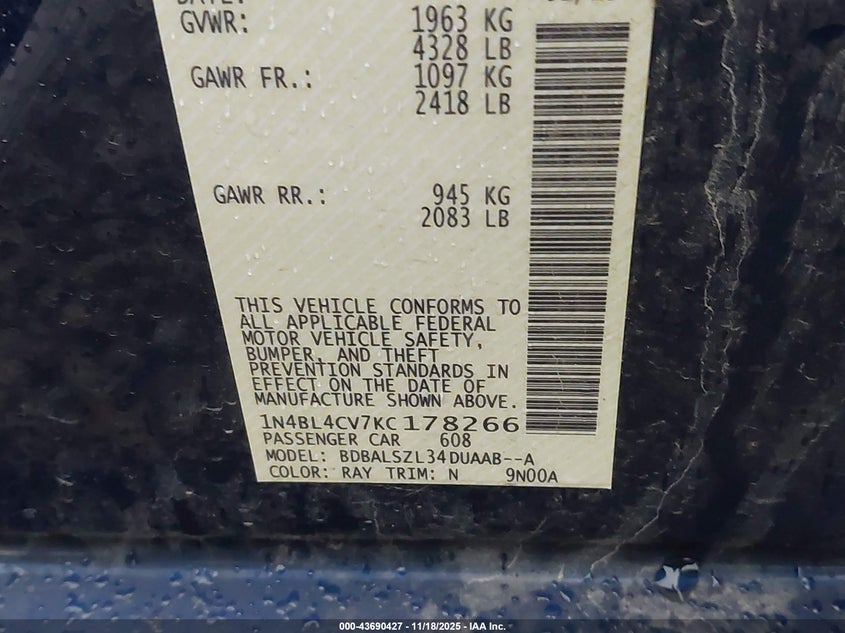 GVWR: 1963 KG
4328 LB
GAWR FR.: 1097 KG
2418 LB
GAWR RR.: 945 KG
2083 LB
THIS VEHICLE CONFORMS TO
ALL APPLICABLE FEDERAL
MOTOR VEHICLE SAFETY,
BUMPER, AND THEFT
PREVENTION STANDARDS IN
EFFECT ON THE DATE OF
MANUFACTURE SHOWN ABOVE.
1N4BL4CV7KC178266
PASSENGER CAR 608
MODEL: BDBALSZL34DUAAB--A
COLOR: RAY TRIM: N 9N00A
000-43690427 - 11/18/2025 - IAA Inc.